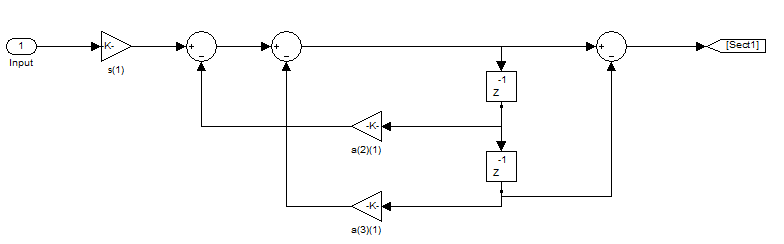 1
Input
-K-
s(1)
+
−
+
−
+
−
[Sect1]
-1
Z
-K-
a(2)(1)
-1
Z
-K-
a(3)(1)